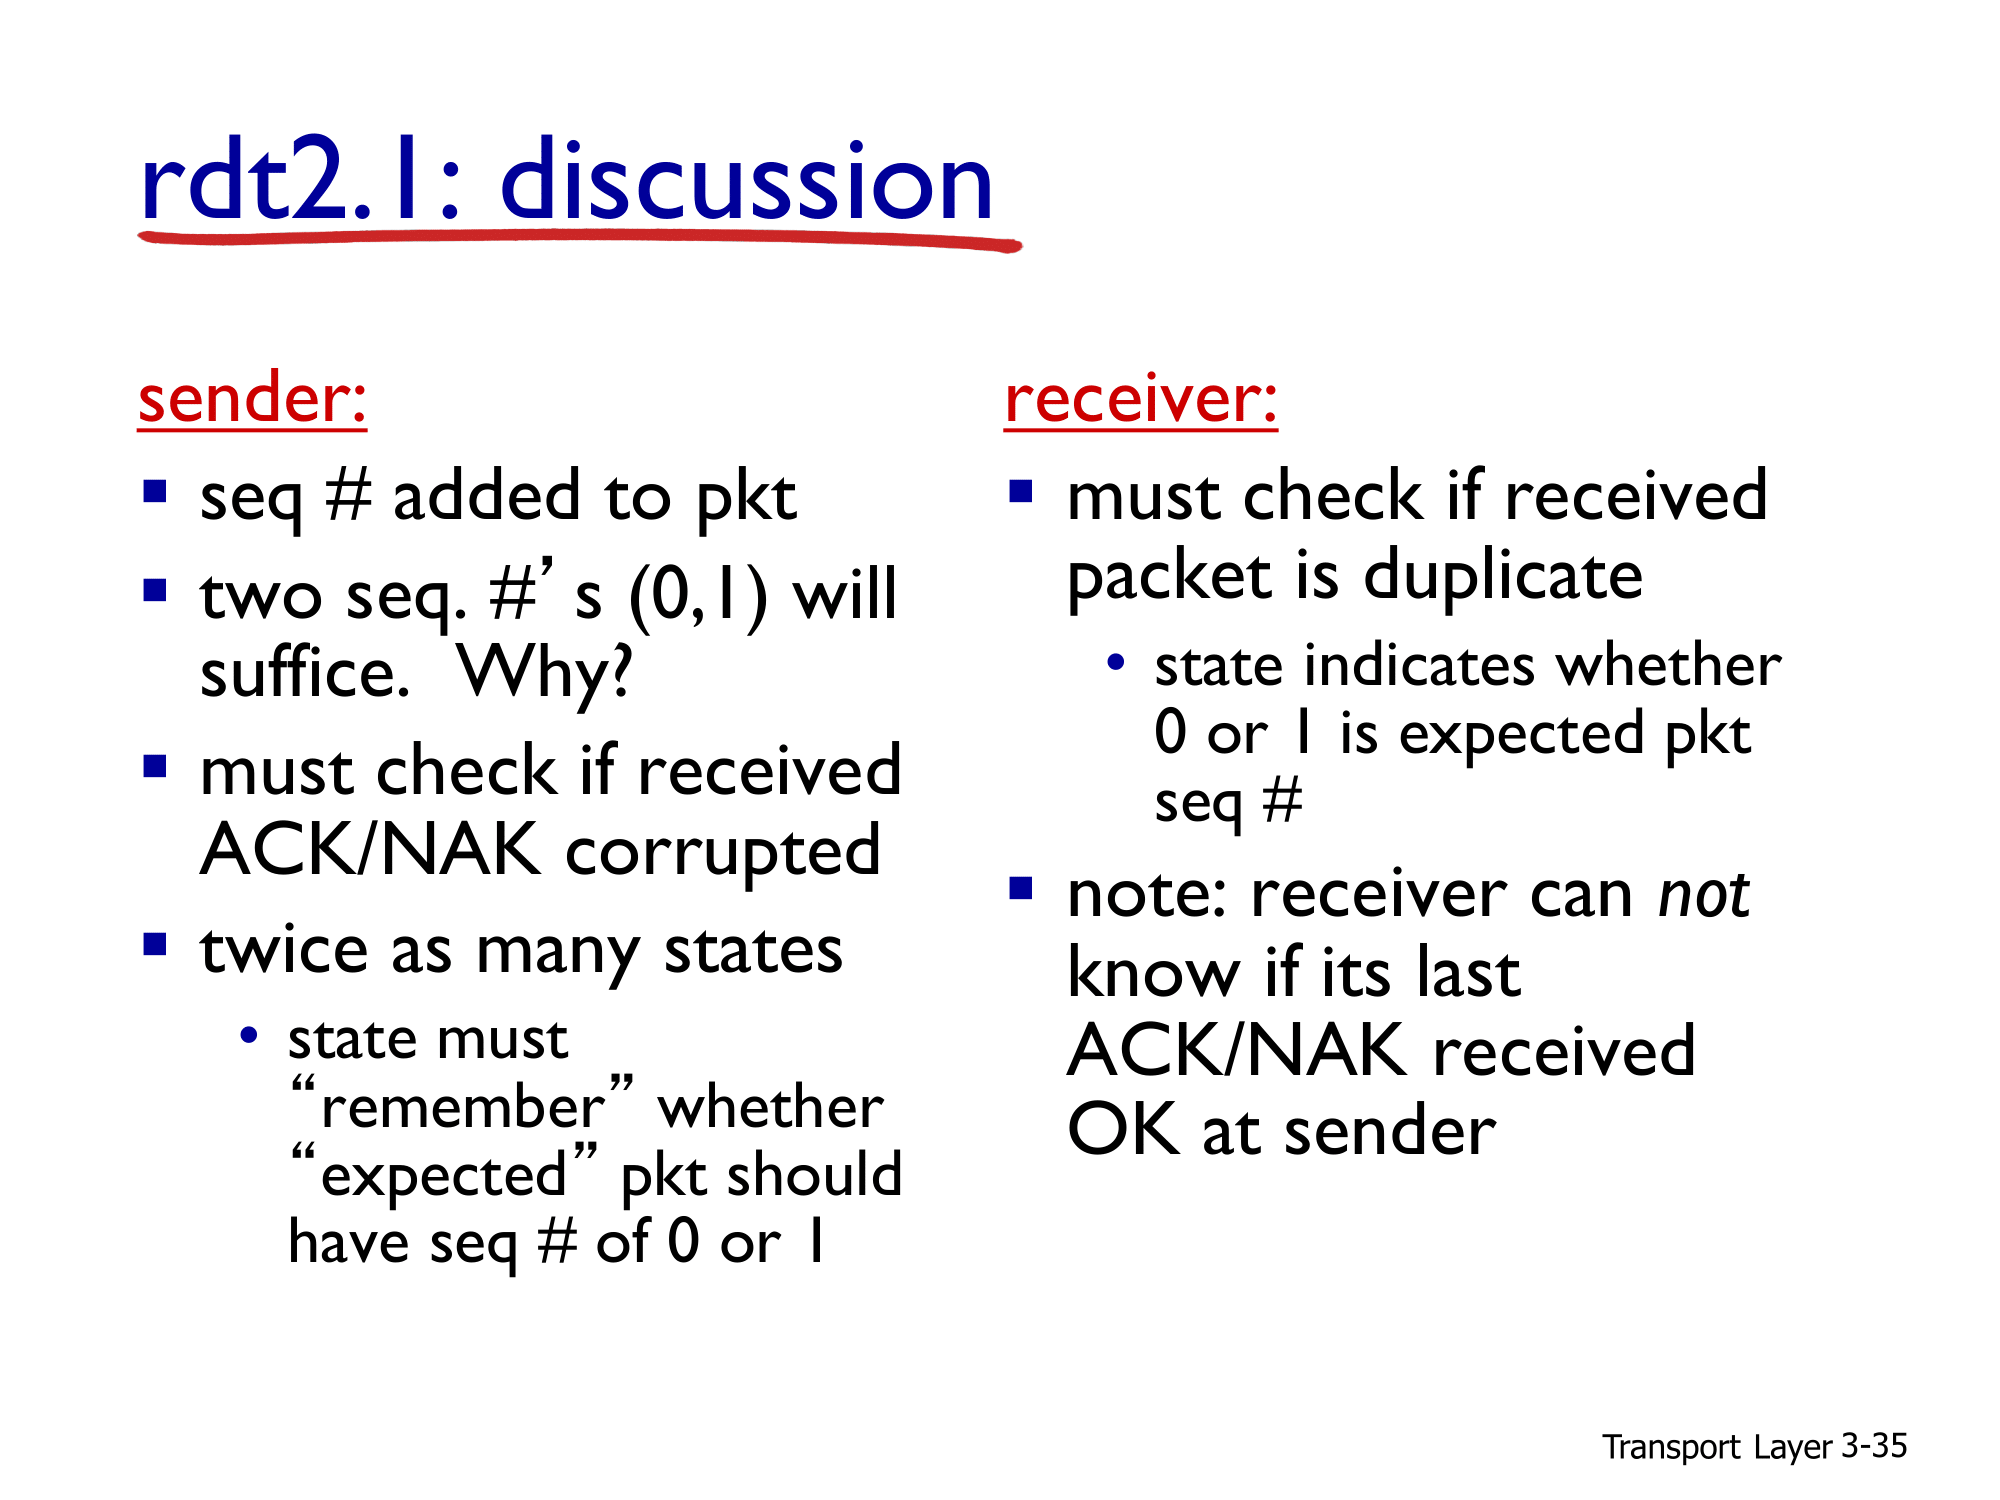 rdt2.1: discussion
sender:
▪ seq # added to pkt
▪ two seq. #’s (0,1) will
suffice.  Why?
▪ must check if received
ACK/NAK corrupted
▪ twice as many states
• state must
“remember” whether
“expected” pkt should
have seq # of 0 or 1
receiver:
▪ must check if received
packet is duplicate
• state indicates whether
0 or 1 is expected pkt
seq #
▪ note: receiver can not
know if its last
ACK/NAK received
OK at sender
Transport Layer 3-35